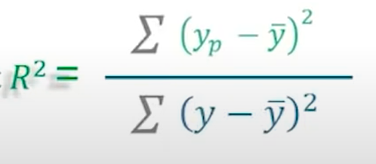 R² = ∑ (yₚ − ȳ)² / ∑ (y − ȳ)²